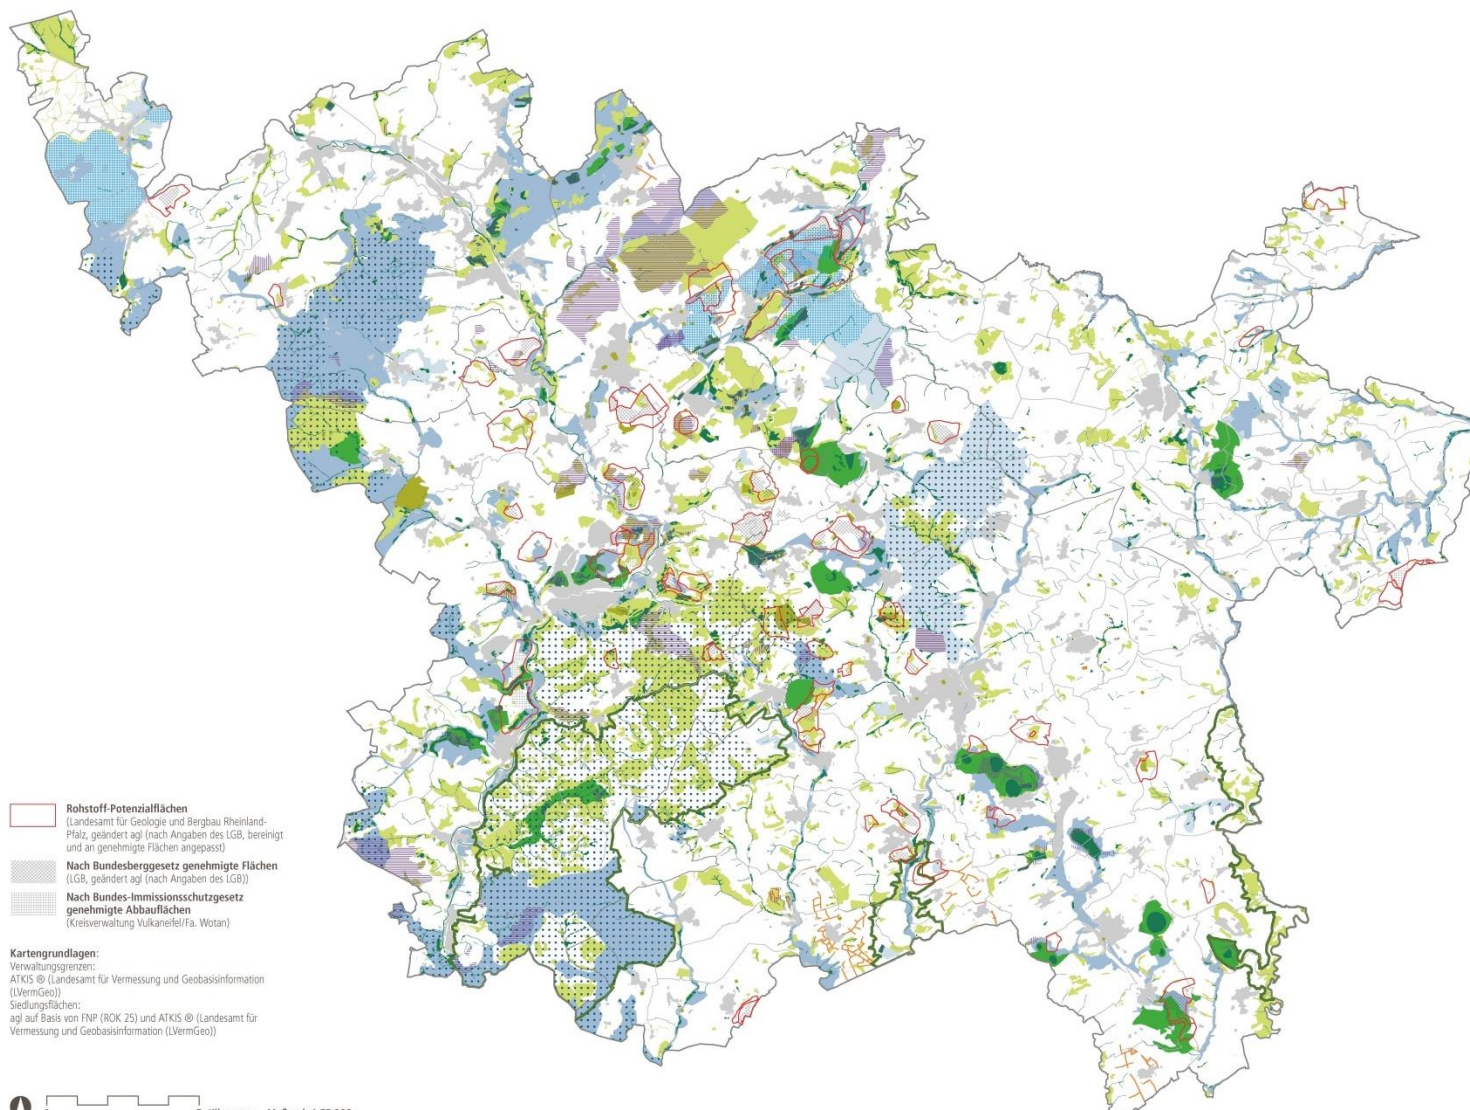 Rohstoff-Potenzialflächen
(Landesamt für Geologie und Bergbau Rheinland-
Pfalz, geändert agl (nach Angaben des LGB, bereinigt
und an genehmigte Flächen angepasst)
Nach Bundesberggesetz genehmigte Flächen
(LGB, geändert agl (nach Angaben des LGB))
Nach Bundes-Immissionsschutzgesetz
genehmigte Abbauflächen
(Kreisverwaltung Vulkaneifel/Fa. Wotan)
Kartengrundlagen:
Verwaltungsgrenzen:
ATKIS ® (Landesamt für Vermessung und Geobasisinformation
(LVermGeo))
Siedlungsflächen:
agl auf Basis von FNP (ROK 25) und ATKIS ® (Landesamt für
Vermessung und Geobasisinformation (LVermGeo))